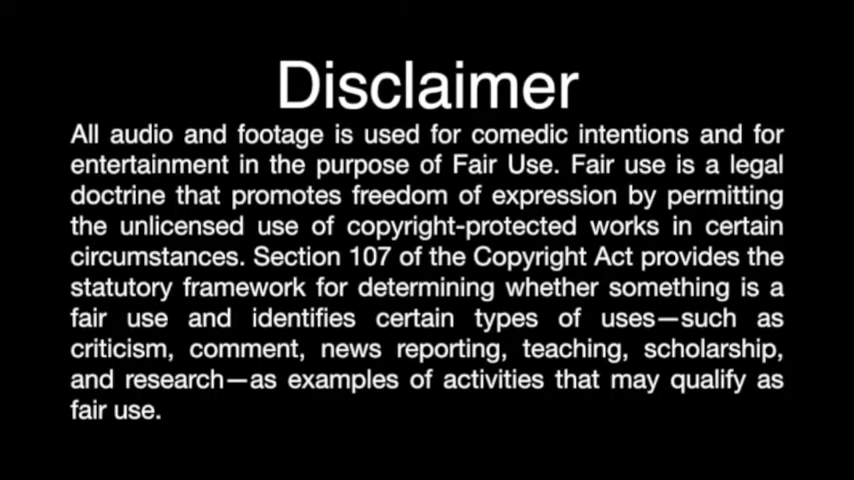 Disclaimer
All audio and footage is used for comedic intentions and for
entertainment in the purpose of Fair Use. Fair use is a legal
doctrine that promotes freedom of expression by permitting
the unlicensed use of copyright-protected works in certain
circumstances. Section 107 of the Copyright Act provides the
statutory framework for determining whether something is a
fair use and identifies certain types of uses—such as
criticism, comment, news reporting, teaching, scholarship,
and research—as examples of activities that may qualify as
fair use.